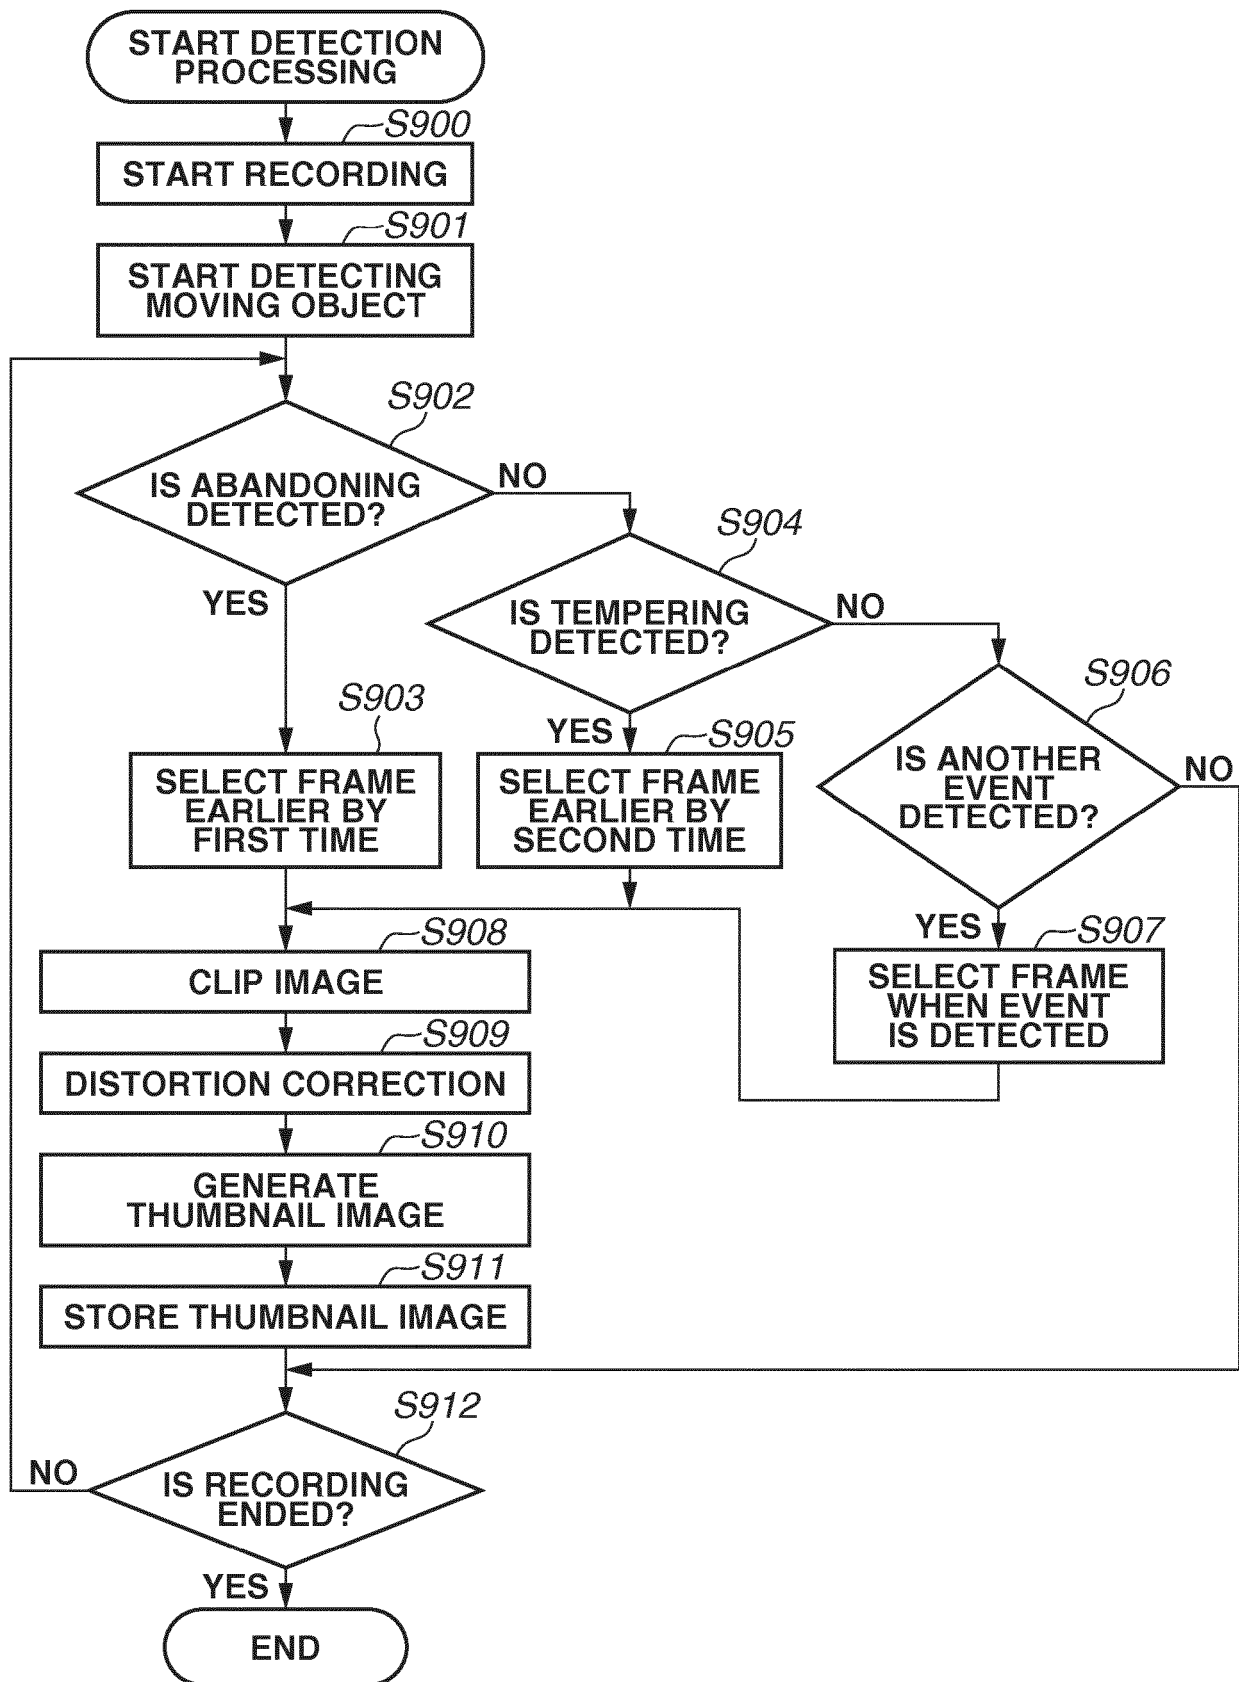 START DETECTION
PROCESSING
S900
START RECORDING
S901
START DETECTING
MOVING OBJECT
S902
IS ABANDONING
DETECTED?
NO
YES
S904
IS TEMPERING
DETECTED?
NO
YES
S906
IS ANOTHER
EVENT
DETECTED?
NO
YES
S903
SELECT FRAME
EARLIER BY
FIRST TIME
S905
SELECT FRAME
EARLIER BY
SECOND TIME
S907
SELECT FRAME
WHEN EVENT
IS DETECTED
S908
CLIP IMAGE
S909
DISTORTION CORRECTION
S910
GENERATE
THUMBNAIL IMAGE
S911
STORE THUMBNAIL IMAGE
S912
IS RECORDING
ENDED?
NO
YES
END